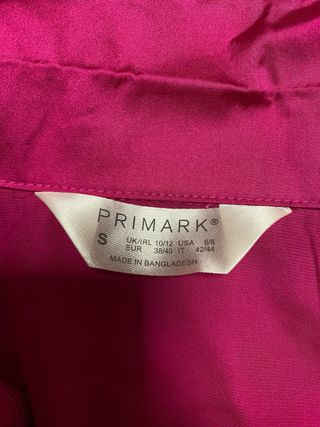 PRIMARK®
S UK/IRL 10/12 USA 6/8
EUR 38/40 IT 42/44
MADE IN BANGLADESH